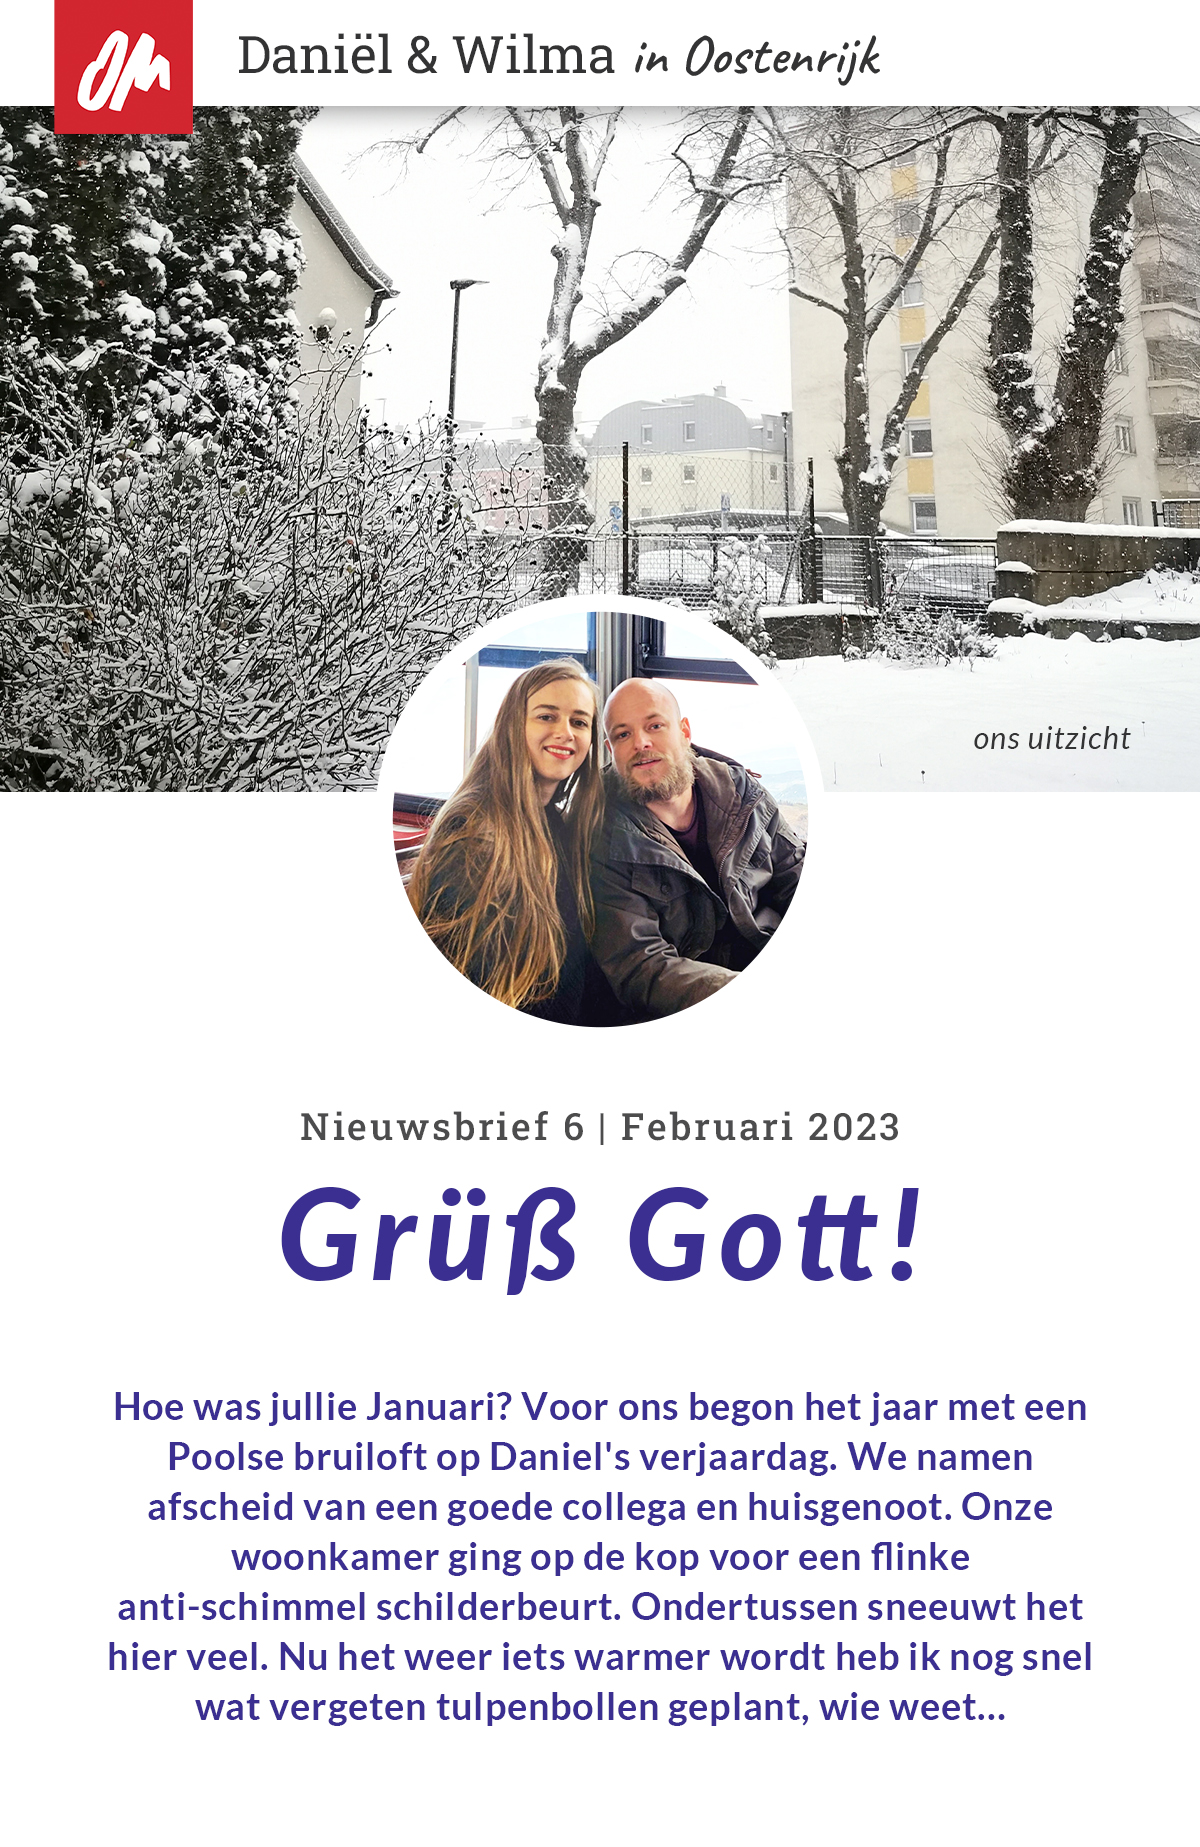 OM
Daniël & Wilma in Oostenrijk
ons uitzicht
Nieuwsbrief 6 | Februari 2023
Grüß Gott!
Hoe was jullie Januari? Voor ons begon het jaar met een
Poolse bruiloft op Daniel's verjaardag. We namen
afscheid van een goede collega en huisgenoot. Onze
woonkamer ging op de kop voor een flinke
anti-schimmel schilderbeurt. Ondertussen sneeuwt het
hier veel. Nu het weer iets warmer wordt heb ik nog snel
wat vergeten tulpenbollen geplant, wie weet...